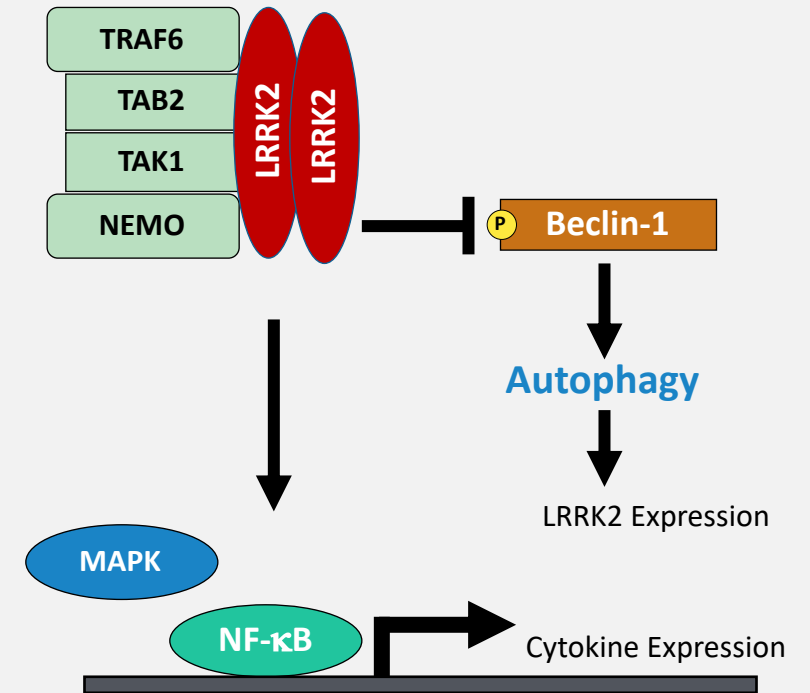 TRAF6
TAB2
TAK1
NEMO
LRRK2
LRRK2
P
Beclin-1
Autophagy
LRRK2 Expression
MAPK
NF-κB
Cytokine Expression